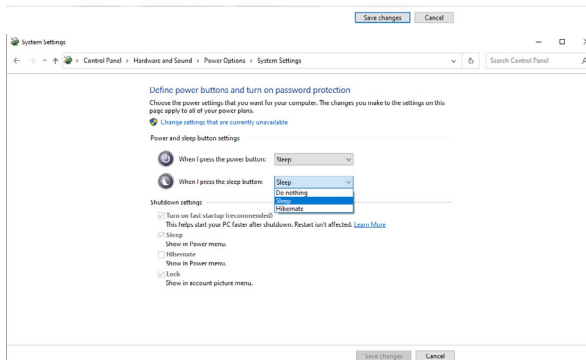 Save changes Cancel
System Settings
Control Panel > Hardware and Sound > Power Options > System Settings Search Control Panel
Define power buttons and turn on password protection
Choose the power settings that you want for your computer. The changes you make to the settings on this
page apply to all of your power plans.
Change settings that are currently unavailable
Power and sleep button settings
When I press the power button: Sleep
When I press the sleep button: Sleep
Do nothing
Sleep
Hibernate
Shutdown settings
Turn on fast startup (recommended)
This helps start your PC faster after shutdown. Restart isn't affected. Learn More
Sleep
Show in Power menu.
Hibernate
Show in Power menu.
Lock
Show in account picture menu.
Save changes Cancel